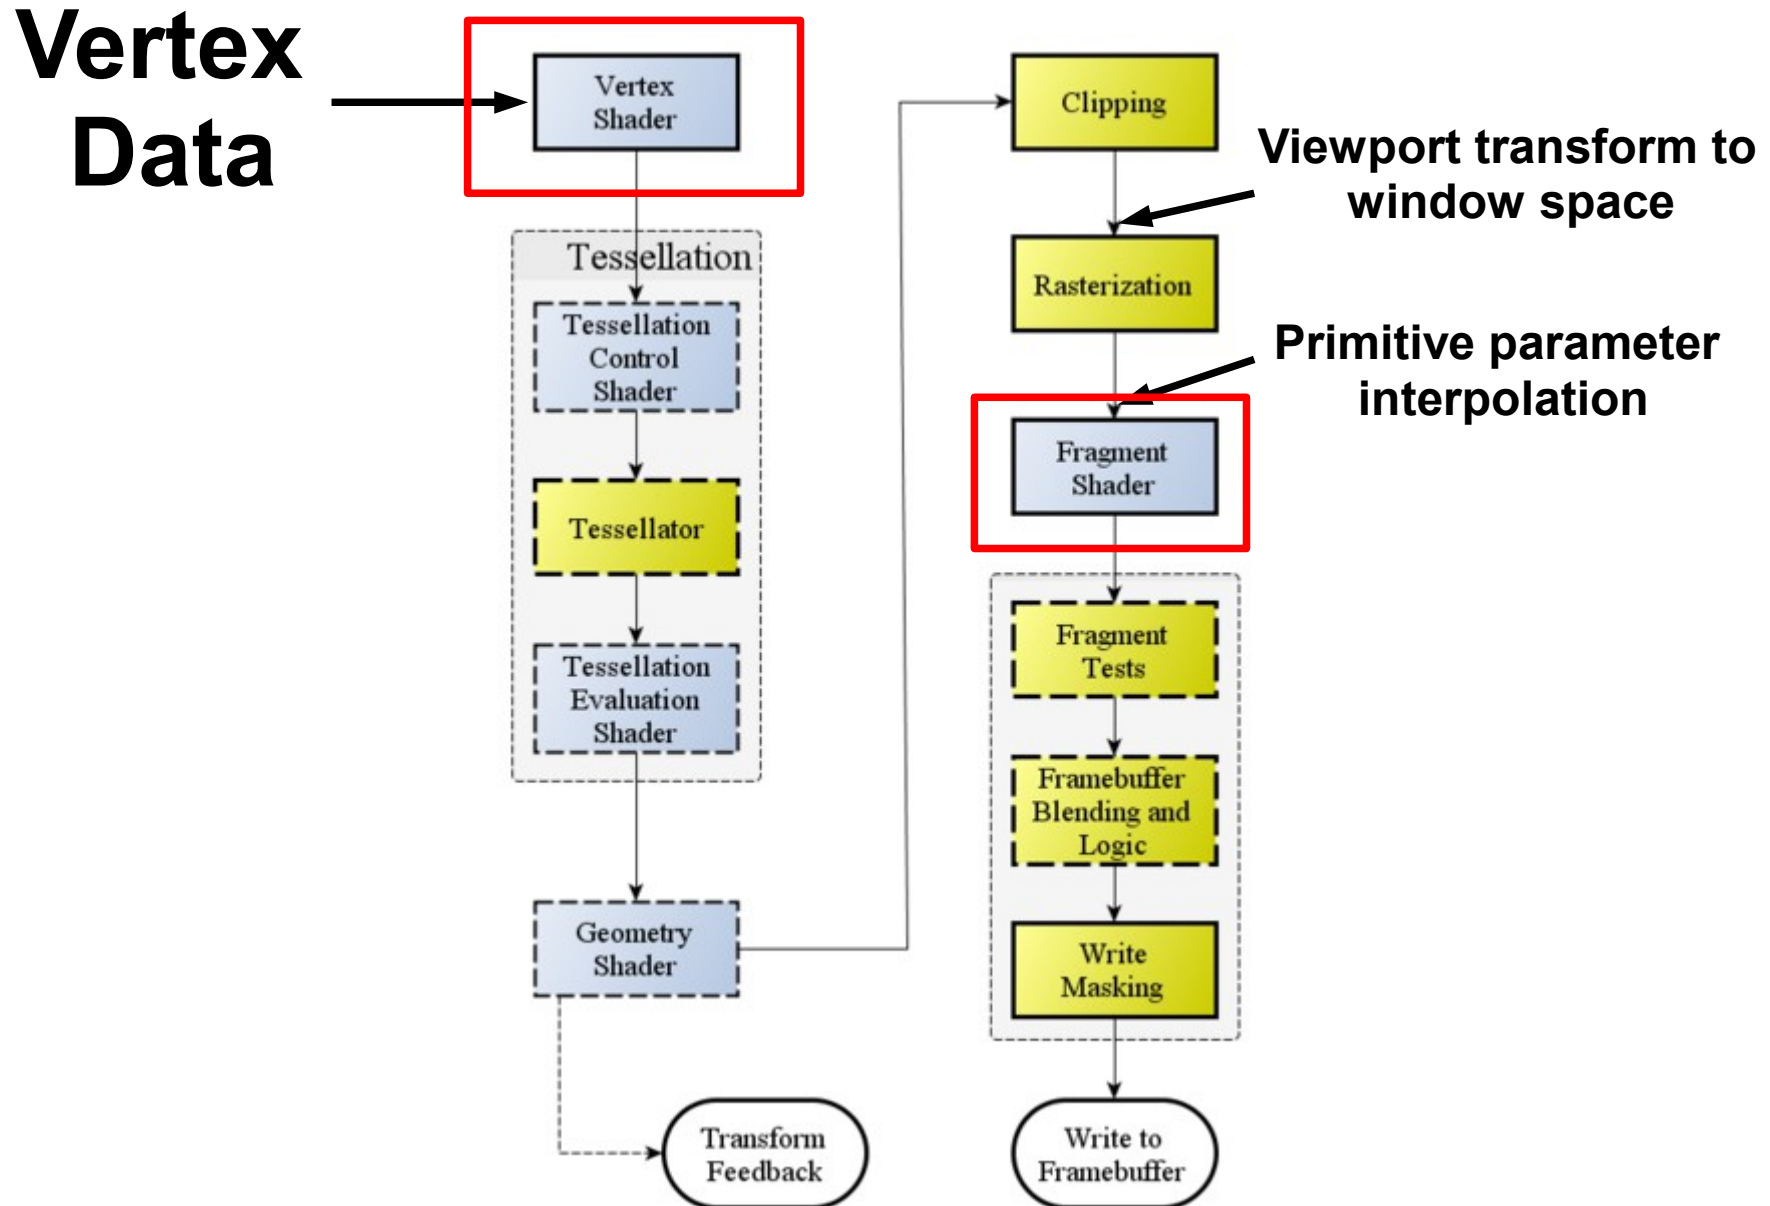 Vertex
Data
Vertex
Shader
Tessellation
Tessellation
Control
Shader
Tessellator
Tessellation
Evaluation
Shader
Geometry
Shader
Transform
Feedback
Clipping
Viewport transform to
window space
Rasterization
Primitive parameter
interpolation
Fragment
Shader
Fragment
Tests
Framebuffer
Blending and
Logic
Write
Masking
Write to
Framebuffer